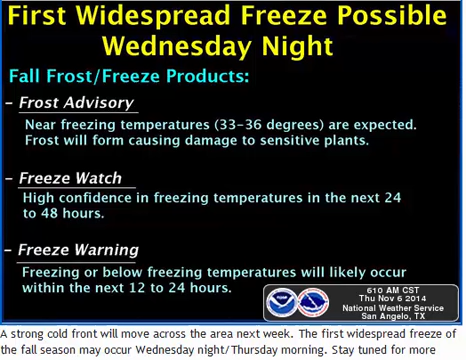 First Widespread Freeze Possible
Wednesday Night
Fall Frost/Freeze Products:
- Frost Advisory
Near freezing temperatures (33-36 degrees) are expected.
Frost will form causing damage to sensitive plants.
- Freeze Watch
High confidence in freezing temperatures in the next 24
to 48 hours.
- Freeze Warning
Freezing or below freezing temperatures will likely occur
within the next 12 to 24 hours.
610 AM CST
Thu Nov 6 2014
National Weather Service
San Angelo, TX
A strong cold front will move across the area next week. The first widespread freeze of
the fall season may occur Wednesday night/Thursday morning. Stay tuned for more